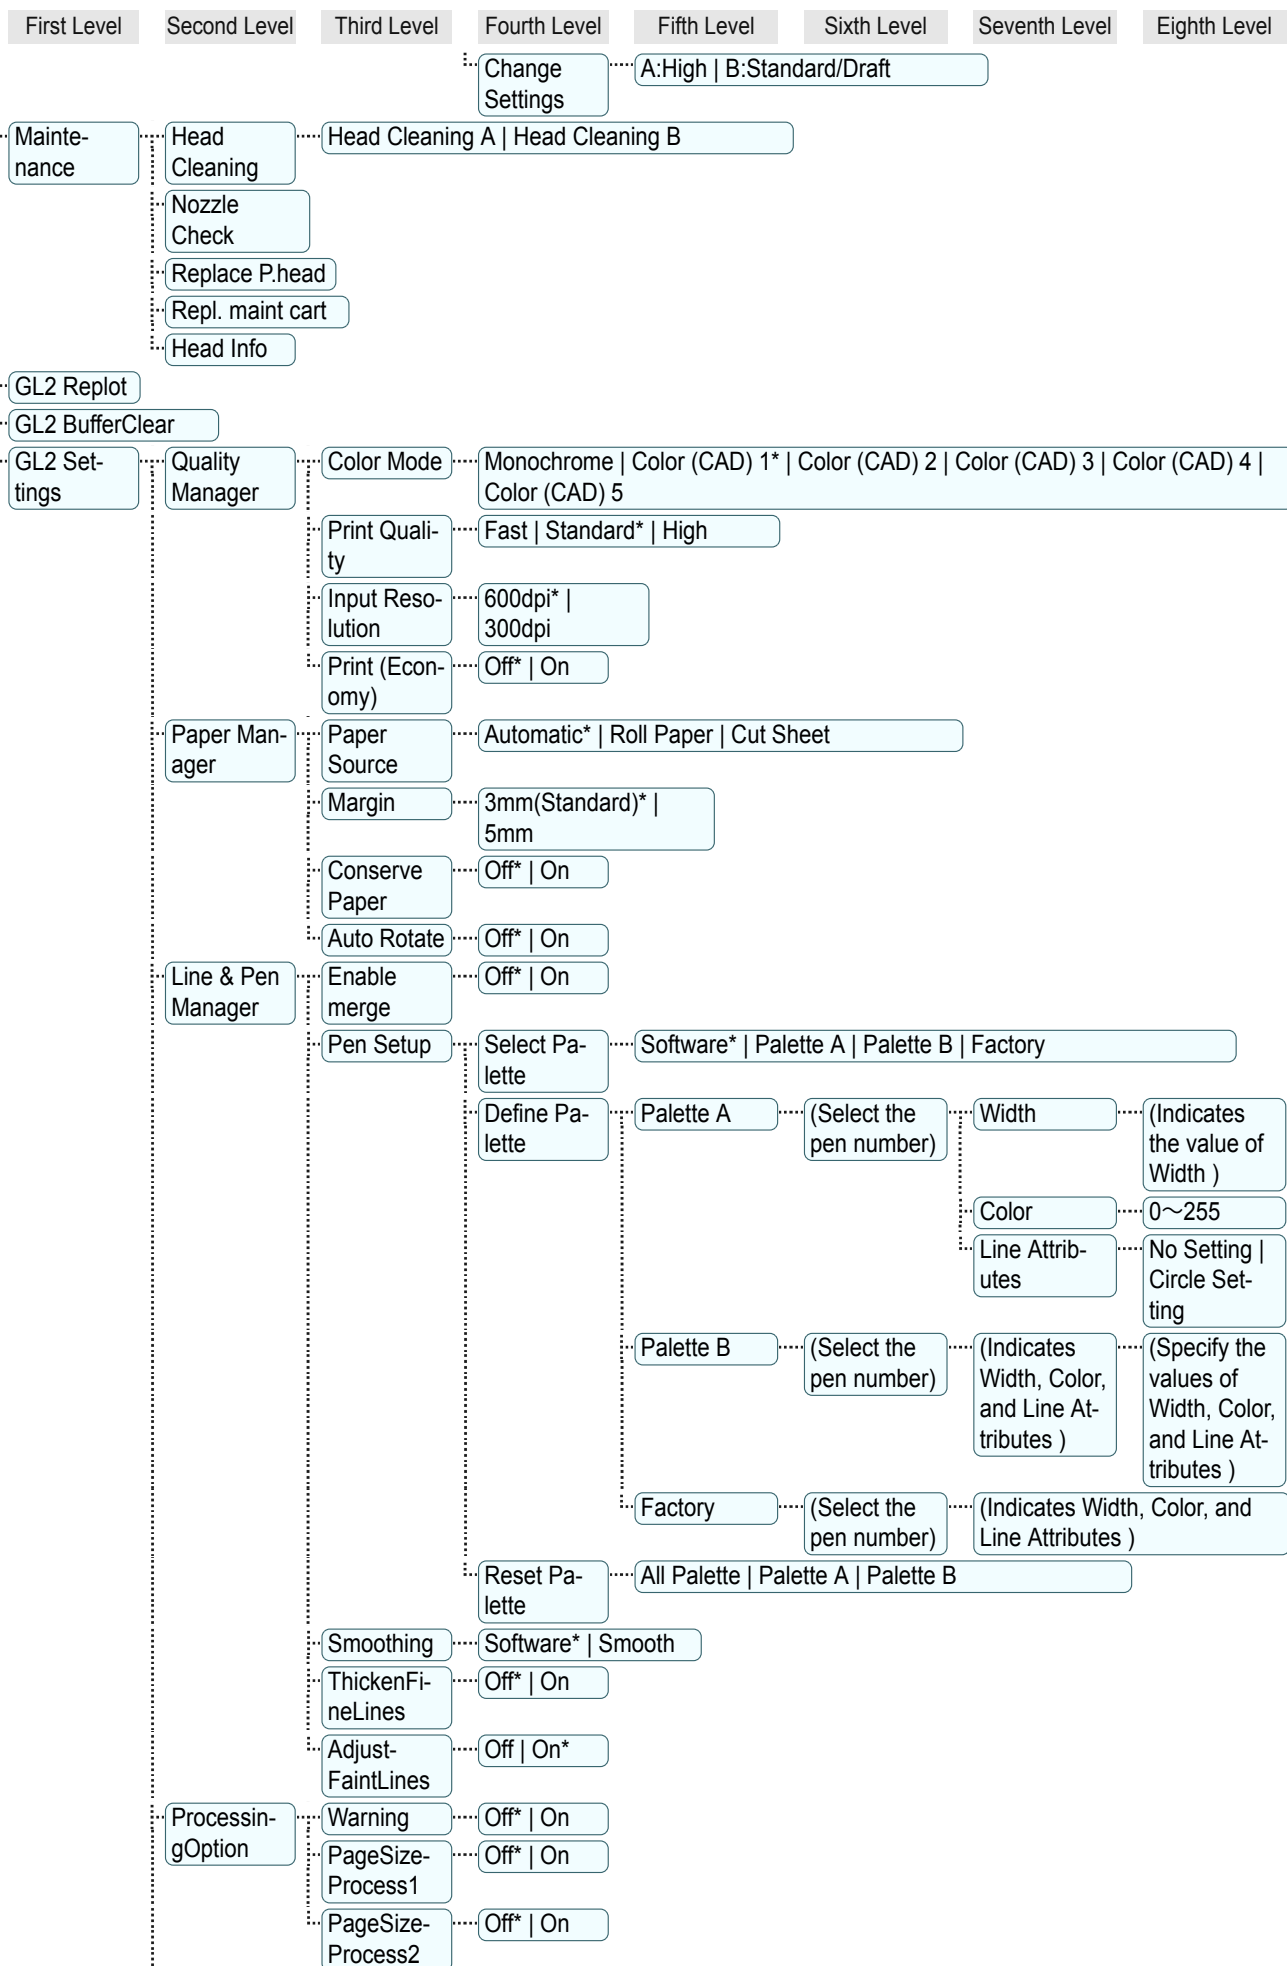 First Level Second Level Third Level Fourth Level Fifth Level Sixth Level Seventh Level Eighth Level
Change A:High | B:Standard/Draft
Settings
Mainte- Head Head Cleaning A | Head Cleaning B
nance Cleaning
Nozzle
Check
Replace P.head
Repl. maint cart
Head Info
GL2 Replot
GL2 BufferClear
GL2 Set- Quality Color Mode Monochrome | Color (CAD) 1* | Color (CAD) 2 | Color (CAD) 3 | Color (CAD) 4 |
tings Manager Color (CAD) 5
Print Quali- Fast | Standard* | High
ty
Input Reso- 600dpi* |
lution 300dpi
Print (Econ- Off* | On
omy)
Paper Man- Paper Automatic* | Roll Paper | Cut Sheet
ager Source
Margin 3mm(Standard)* |
5mm
Conserve Off* | On
Paper
Auto Rotate Off* | On
Line & Pen Enable Off* | On
Manager merge
Pen Setup Select Pa- Software* | Palette A | Palette B | Factory
lette
Define Pa- Palette A (Select the Width (Indicates
lette pen number) the value of
Width )
Color 0～255
Line Attrib- No Setting |
utes Circle Set-
ting
Palette B (Select the (Indicates (Specify the
pen number) Width, Color, values of
and Line At- Width, Color,
tributes ) and Line At-
tributes )
Factory (Select the (Indicates Width, Color, and
pen number) Line Attributes )
Reset Pa- All Palette | Palette A | Palette B
lette
Smoothing Software* | Smooth
ThickenFi- Off* | On
neLines
Adjust- Off | On*
FaintLines
Processin- Warning Off* | On
gOption PageSize- Off* | On
Process1
PageSize- Off* | On
Process2